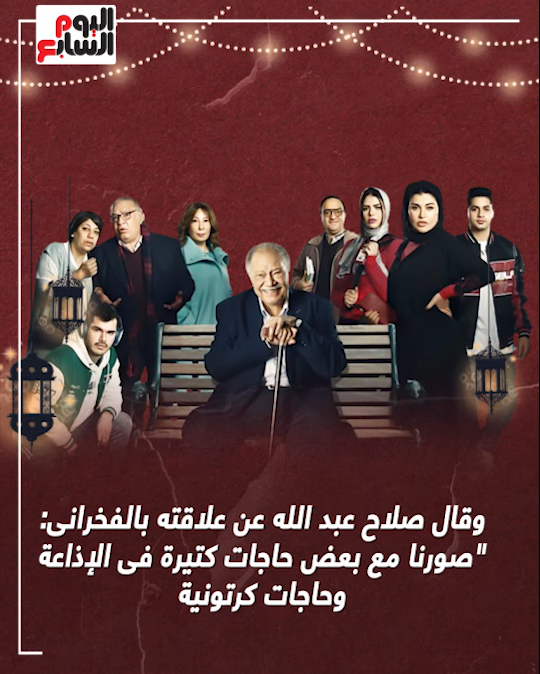 اليوم
السابع
وقال صلاح عبد الله عن علاقته بالفخرانى:
"صورنا مع بعض حاجات كتيرة فى الإذاعة
وحاجات كرتونية